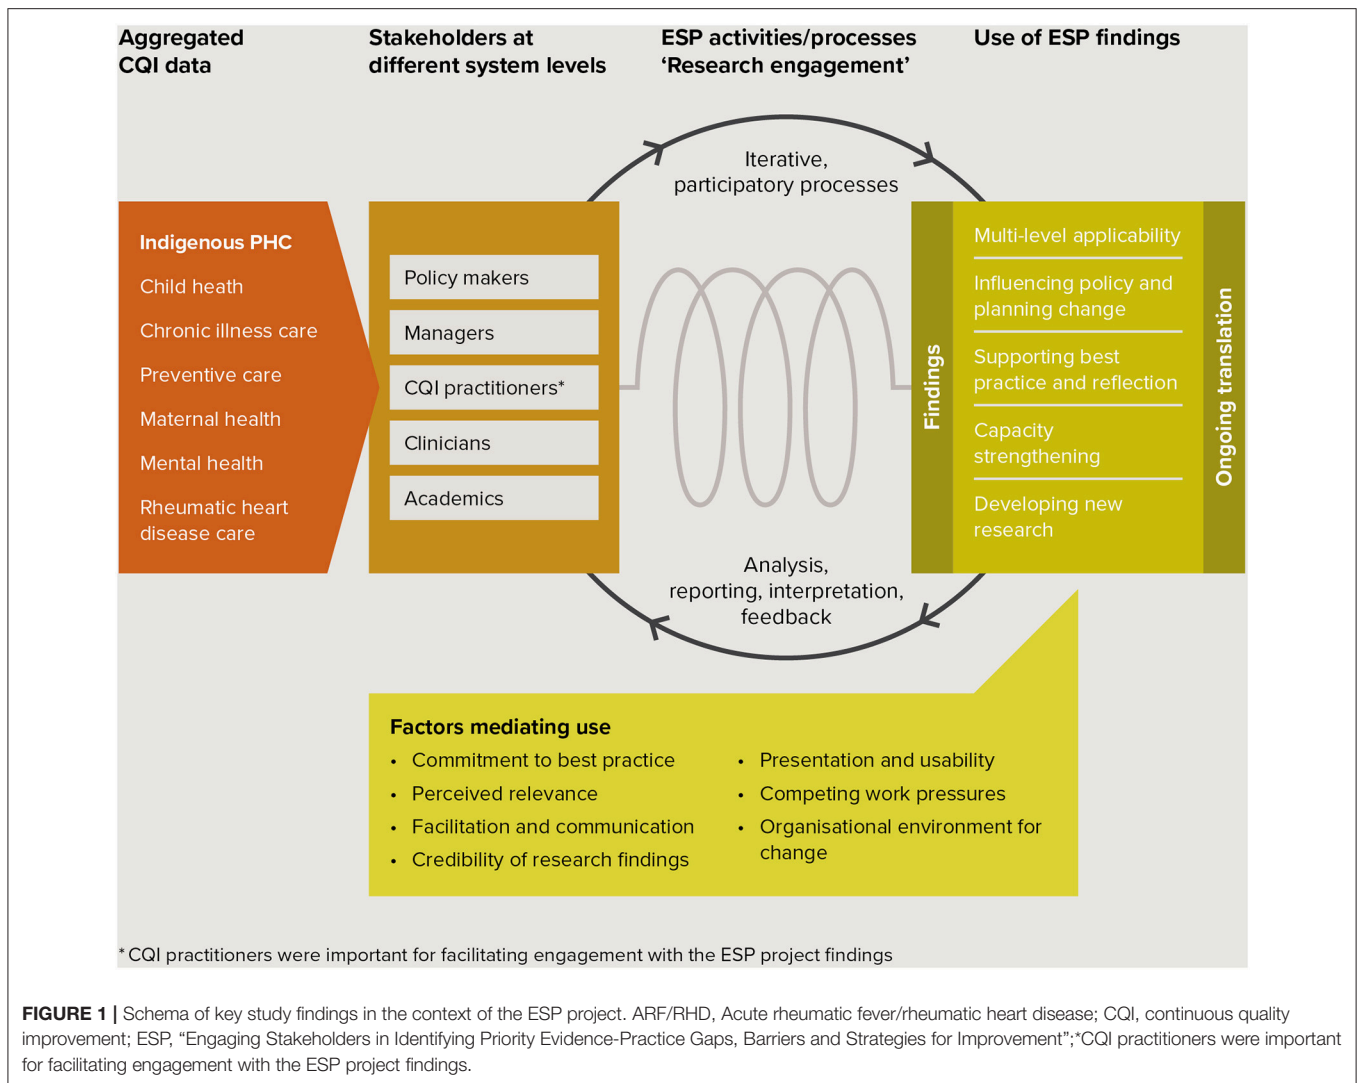 Aggregated
CQI data
Stakeholders at
different system levels
ESP activities/processes
‘Research engagement’
Use of ESP findings
Indigenous PHC
Child heath
Chronic illness care
Preventive care
Maternal health
Mental health
Rheumatic heart
disease care
Policy makers
Managers
CQI practitioners*
Clinicians
Academics
Iterative,
participatory processes
Analysis,
reporting, interpretation,
feedback
Findings
Multi-level applicability
Influencing policy and
planning change
Supporting best
practice and reflection
Capacity
strengthening
Developing new
research
Ongoing translation
Factors mediating use
• Commitment to best practice
• Perceived relevance
• Facilitation and communication
• Credibility of research findings
• Presentation and usability
• Competing work pressures
• Organisational environment for
change
* CQI practitioners were important for facilitating engagement with the ESP project findings
FIGURE 1 | Schema of key study findings in the context of the ESP project. ARF/RHD, Acute rheumatic fever/rheumatic heart disease; CQI, continuous quality
improvement; ESP, “Engaging Stakeholders in Identifying Priority Evidence-Practice Gaps, Barriers and Strategies for Improvement”;*CQI practitioners were important
for facilitating engagement with the ESP project findings.